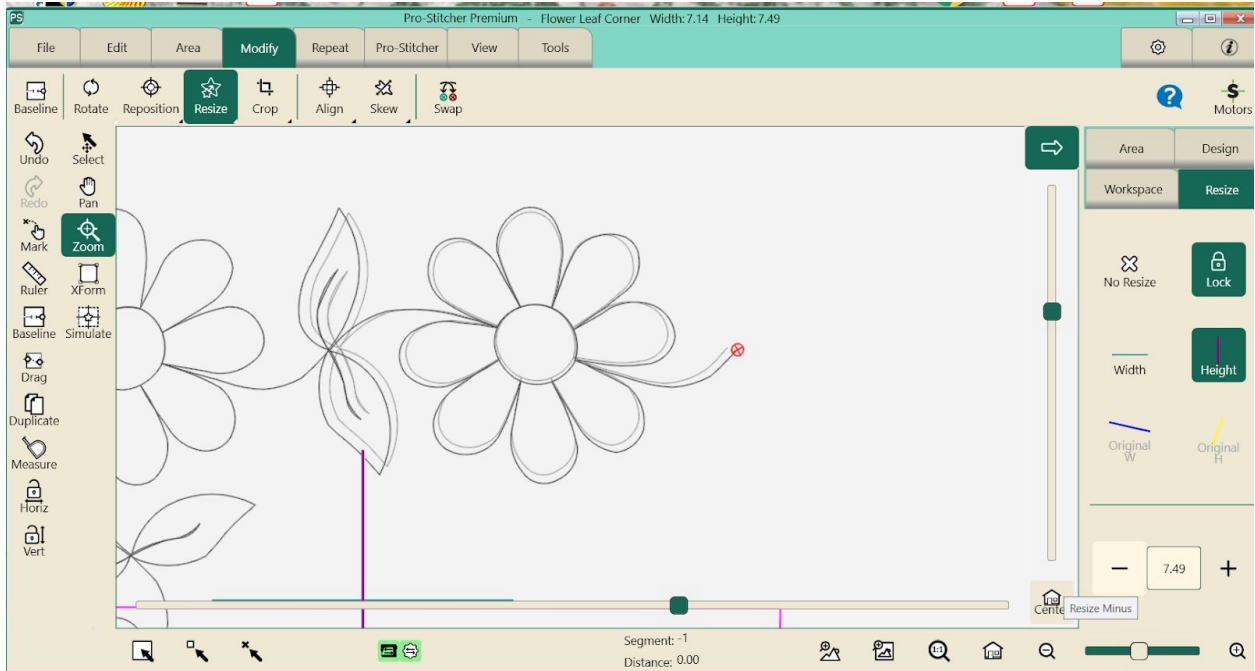 PS
Pro-Stitcher Premium - Flower Leaf Corner Width: 7.14 Height: 7.49
File Edit Area Modify Repeat Pro-Stitcher View Tools
Baseline Rotate Reposition Resize Crop Align Skew Swap
? S Motors
Undo Select
Redo Pan
Mark Zoom
Ruler XForm
Baseline Simulate
Drag
Duplicate
Measure
Horiz
Vert
Area Design
Workspace Resize
No Resize Lock
Width Height
Original W Original H
7.49
Cente
Resize Minus
1:1
Segment: -1
Distance: 0.00